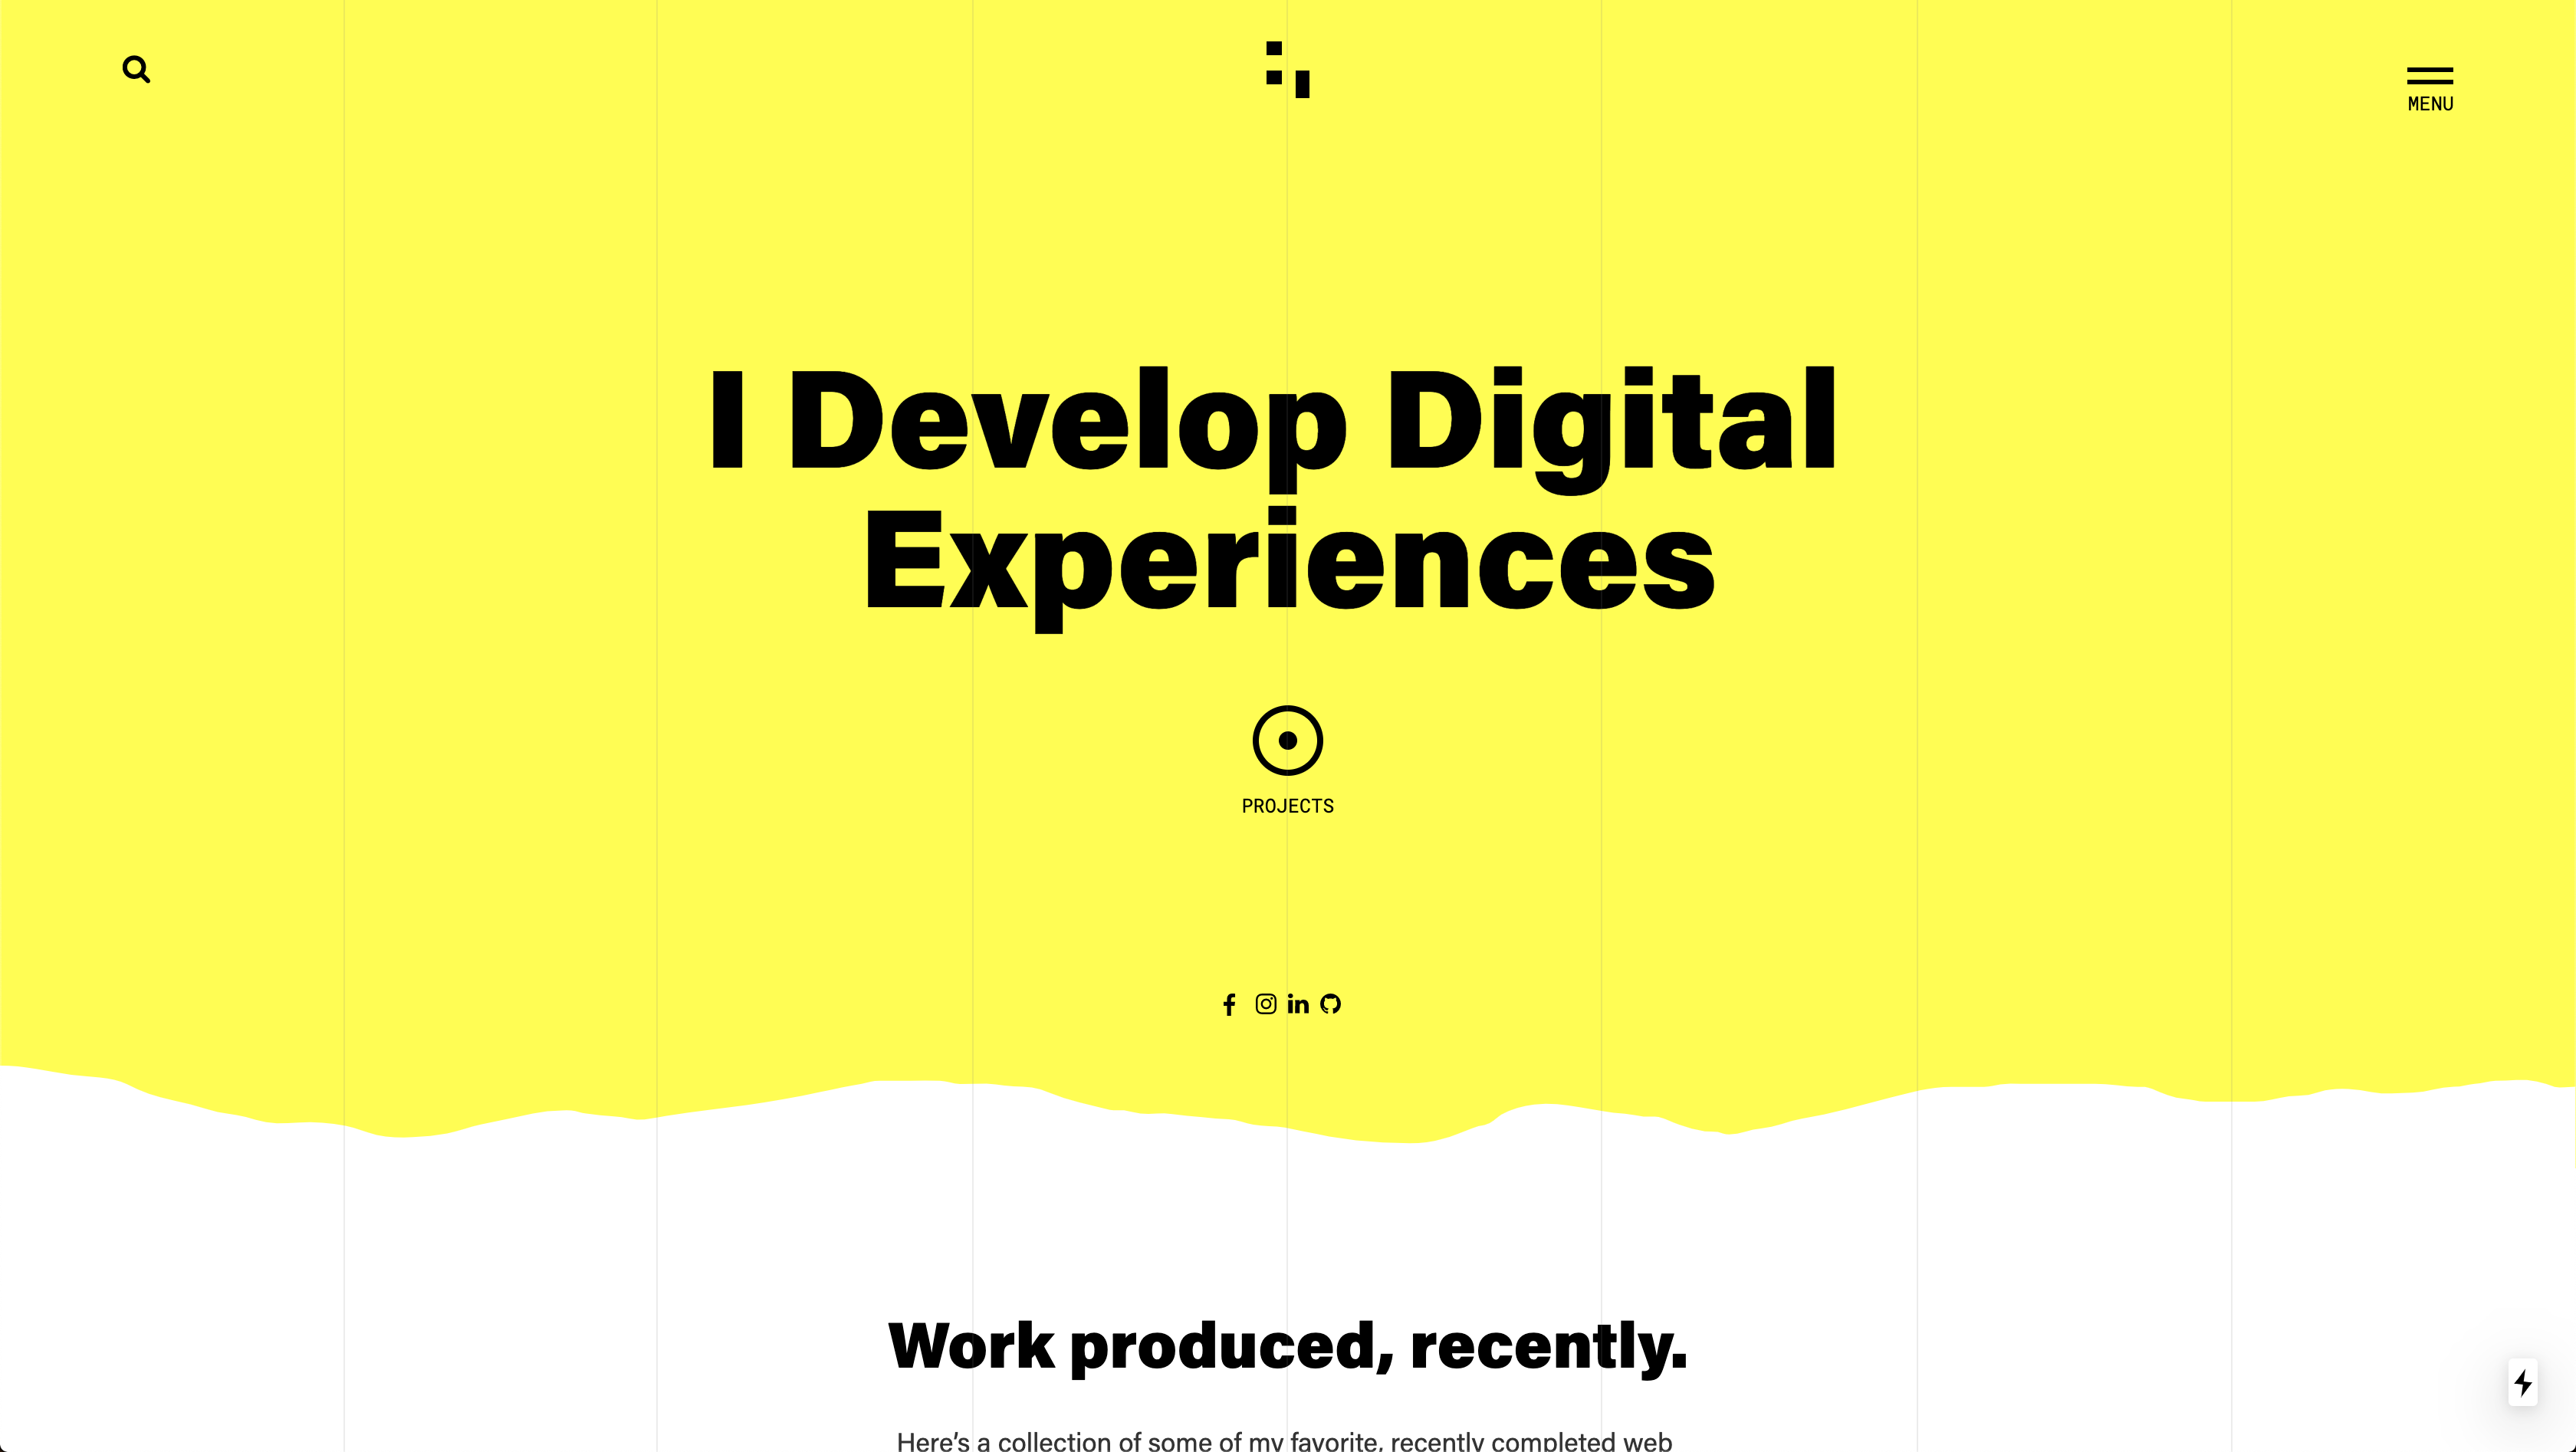 MENU
I Develop Digital
Experiences
PROJECTS
Work produced, recently.
Here’s a collection of some of my favorite, recently completed web